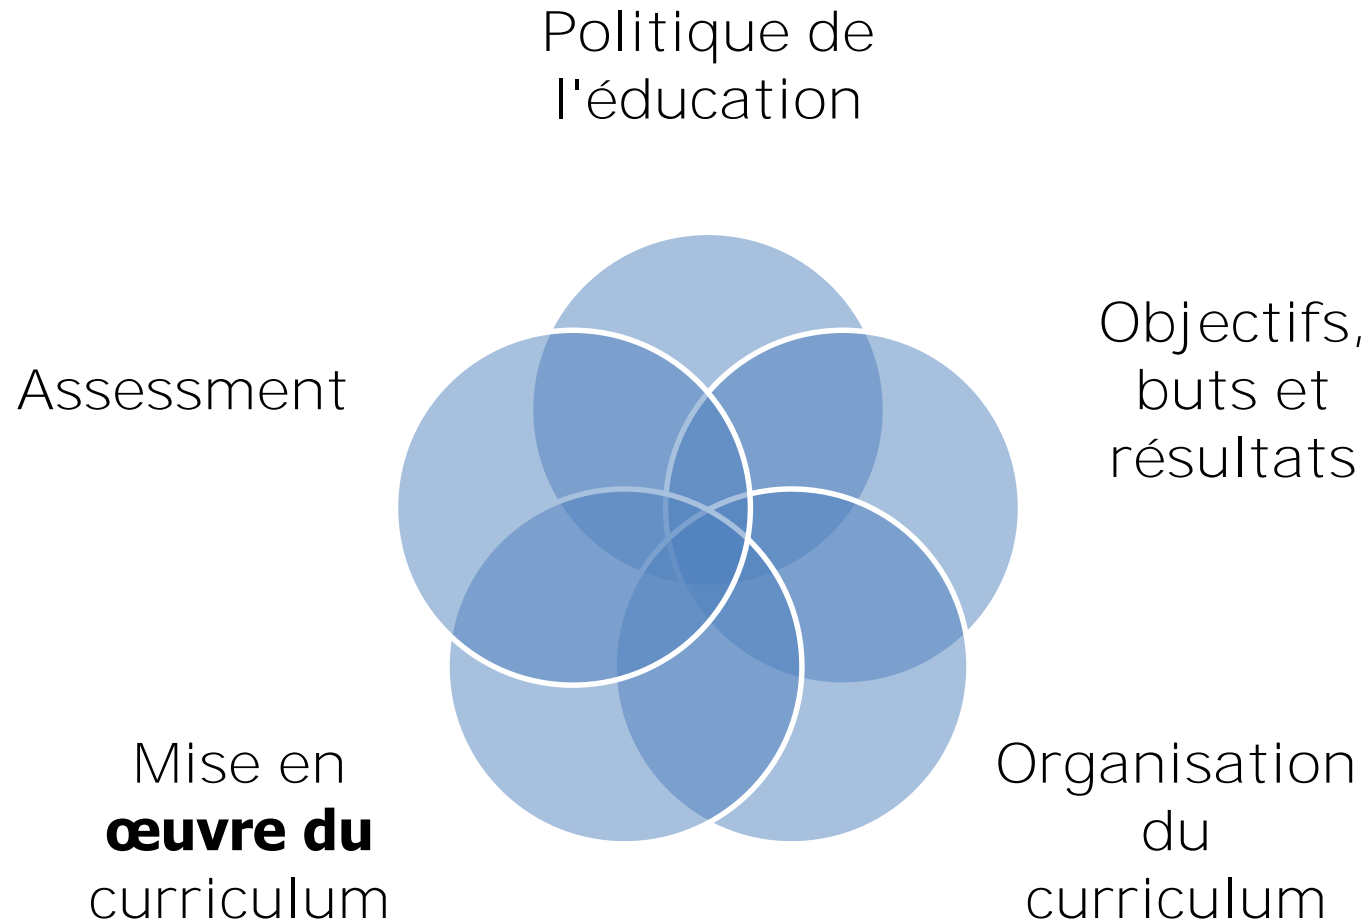 Politique de
l'éducation
Objectifs,
buts et
résultats
Assessment
Organisation
du
curriculum
Mise en
œuvre du
curriculum